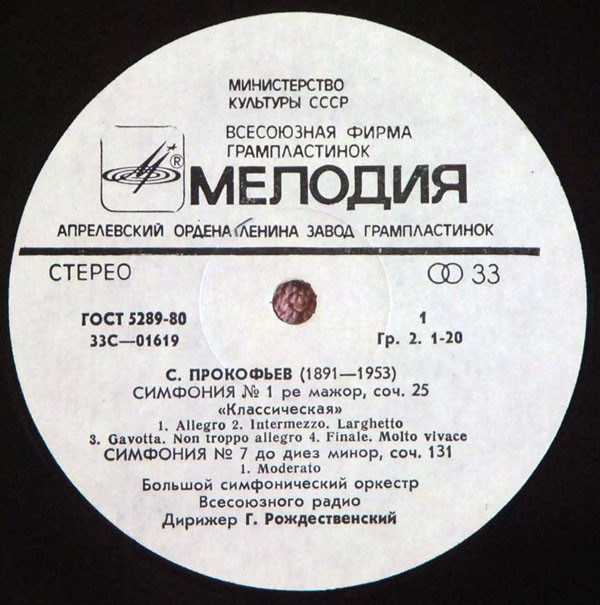 МИНИСТЕРСТВО
КУЛЬТУРЫ СССР
ВСЕСОЮЗНАЯ ФИРМА
ГРАМПЛАСТИНОК
® МЕЛОДИЯ
АПРЕЛЕВСКИЙ ОРДЕНА ЛЕНИНА ЗАВОД ГРАМПЛАСТИНОК
СТЕРЕО 33
ГОСТ 5289-80 1
33С—01619 Гр. 2. 1-20
С. ПРОКОФЬЕВ (1891—1953)
СИМФОНИЯ № 1 ре мажор, соч. 25
«Классическая»
1. Allegro 2. Intermezzo. Larghetto
3. Gavotta. Non troppo allegro 4. Finale. Molto vivace
СИМФОНИЯ № 7 до диез минор, соч. 131
1. Moderato
Большой симфонический оркестр
Всесоюзного радио
Дирижер Г. Рождественский